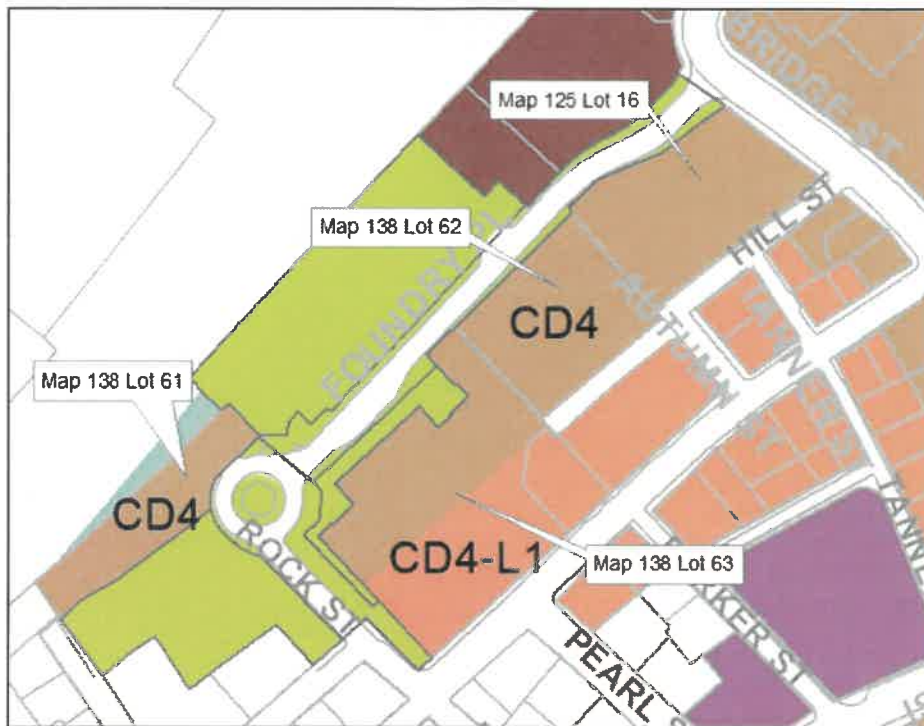 BRIDGE ST
Map 125 Lot 16
HILL ST
Map 138 Lot 62
FOUNDRY PL
CD4
AUTUMN ST
TANNERS
Map 138 Lot 61
CD4
ROCK ST
CD4-L1
Map 138 Lot 63
PEARL